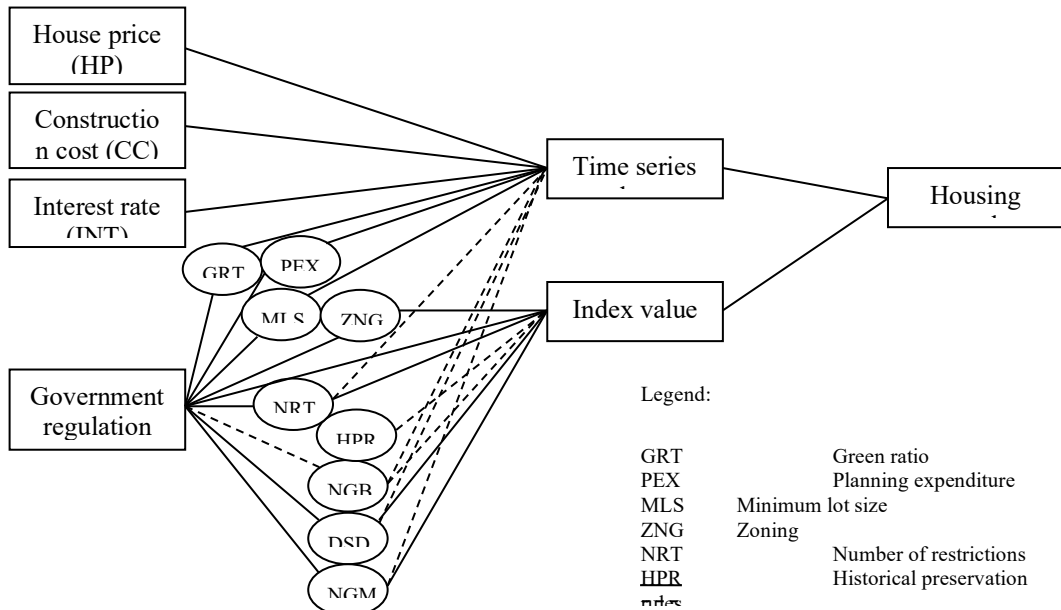 House price
(HP)
Constructio
n cost (CC)
Interest rate
(INT)
Government
regulation
GRT
PEX
MLS
ZNG
NRT
HPR
NGB
DSD
NGM
Time series
Index value
Housing
Legend:
GRT Green ratio
PEX Planning expenditure
MLS Minimum lot size
ZNG Zoning
NRT Number of restrictions
HPR Historical preservation
rules